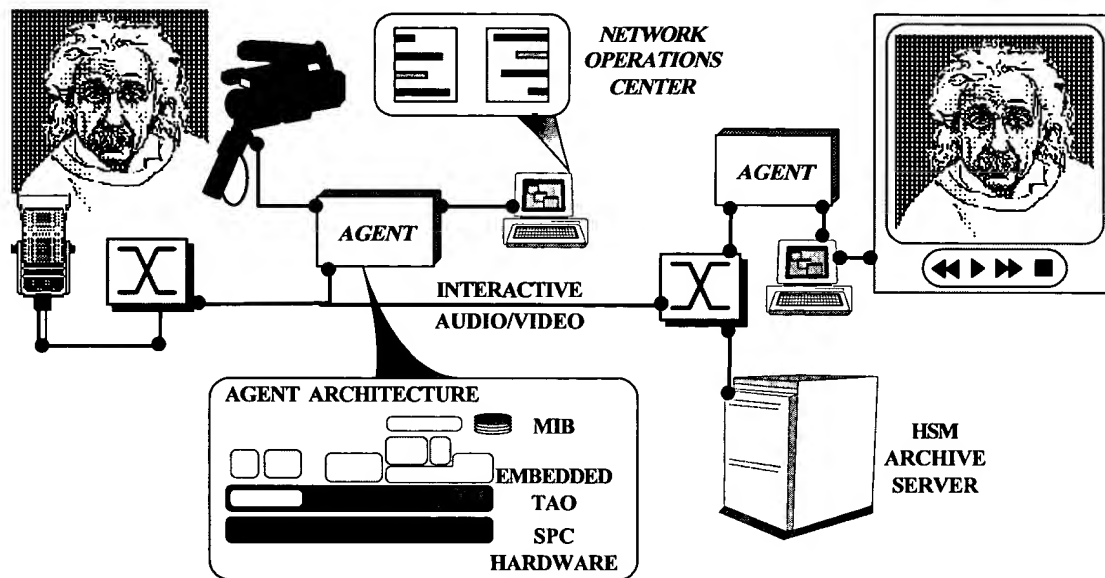 NETWORK
OPERATIONS
CENTER
AGENT
AGENT
INTERACTIVE
AUDIO/VIDEO
AGENT ARCHITECTURE
MIB
EMBEDDED
TAO
SPC
HARDWARE
HSM
ARCHIVE
SERVER